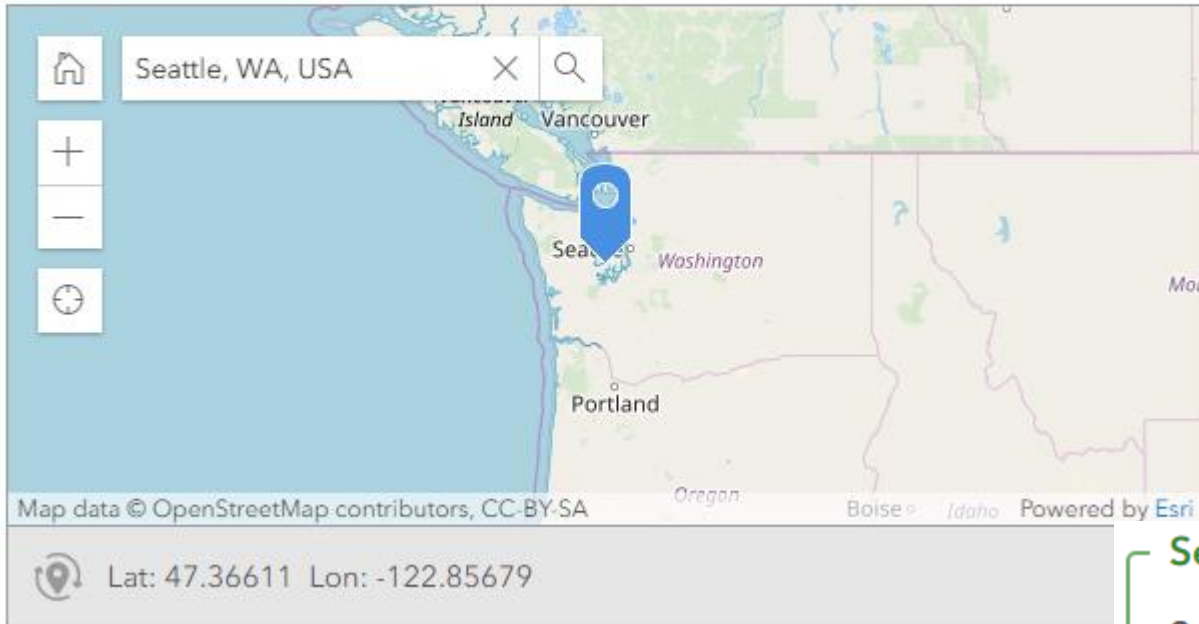 Seattle, WA, USA
Island
Vancouver
Washington
Portland
Oregon
Boise
Idaho
Map data © OpenStreetMap contributors, CC-BY-SA
Powered by Esri
Lat: 47.36611 Lon: -122.85679